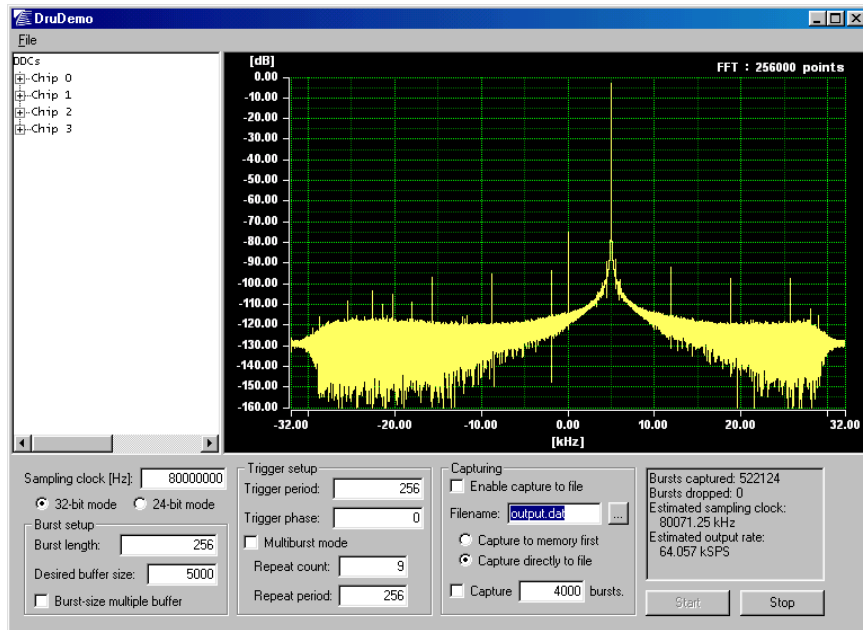 DruDemo
File
DDCs
Chip 0
Chip 1
Chip 2
Chip 3
[dB]
FFT : 256000 points
0.00
-10.00
-20.00
-30.00
-40.00
-50.00
-60.00
-70.00
-80.00
-90.00
-100.00
-110.00
-120.00
-130.00
-140.00
-150.00
-160.00
-32.00 -20.00 -10.00 0.00 10.00 20.00 32.00
[kHz]
Sampling clock [Hz]: 80000000
32-bit mode 24-bit mode
Burst setup
Burst length: 256
Desired buffer size: 5000
Burst-size multiple buffer
Trigger setup
Trigger period: 256
Trigger phase: 0
Multiburst mode
Repeat count: 9
Repeat period: 256
Capturing
Enable capture to file
Filename: output.dat ...
Capture to memory first
Capture directly to file
Capture 4000 bursts.
Bursts captured: 522124
Bursts dropped: 0
Estimated sampling clock:
80071.25 kHz
Estimated output rate:
64.057 kSPS
Start Stop